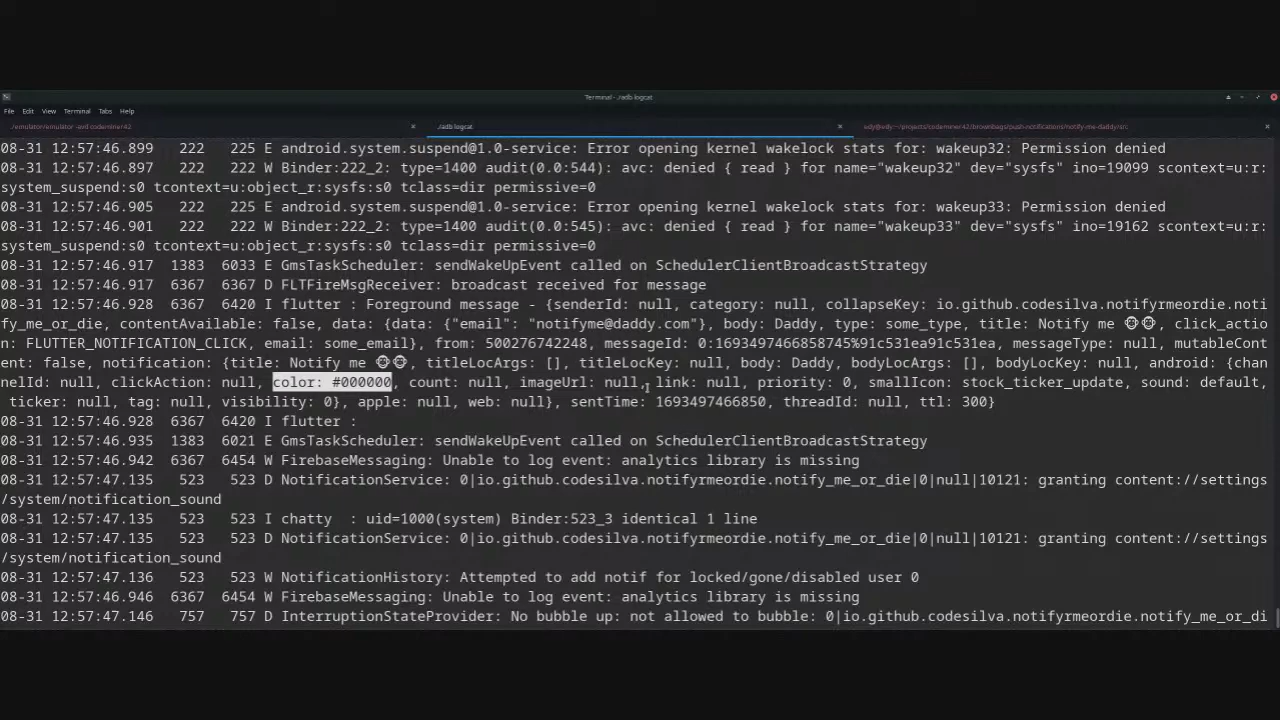 Terminal - ./adb logcat
File Edit View Terminal Tabs Help
./emulator/emulator -avd codeminer42
./adb logcat
edy@edy:~/projects/codeminer42/brownbags/push-notifications/notify-me-daddy/src
08-31 12:57:46.899   222   225 E android.system.suspend@1.0-service: Error opening kernel wakelock stats for: wakeup32: Permission denied
08-31 12:57:46.897   222   222 W Binder:222_2: type=1400 audit(0.0:544): avc: denied { read } for name="wakeup32" dev="sysfs" ino=19099 scontext=u:r:
system_suspend:s0 tcontext=u:object_r:sysfs:s0 tclass=dir permissive=0
08-31 12:57:46.905   222   225 E android.system.suspend@1.0-service: Error opening kernel wakelock stats for: wakeup33: Permission denied
08-31 12:57:46.901   222   222 W Binder:222_2: type=1400 audit(0.0:545): avc: denied { read } for name="wakeup33" dev="sysfs" ino=19162 scontext=u:r:
system_suspend:s0 tcontext=u:object_r:sysfs:s0 tclass=dir permissive=0
08-31 12:57:46.917  1383  6033 E GmsTaskScheduler: sendWakeUpEvent called on SchedulerClientBroadcastStrategy
08-31 12:57:46.917  6367  6367 D FLTFireMsgReceiver: broadcast received for message
08-31 12:57:46.928  6367  6420 I flutter : Foreground message - {senderId: null, category: null, collapseKey: io.github.codesilva.notifyrmeordie.noti
fy_me_or_die, contentAvailable: false, data: {data: {"email": "notifyme@daddy.com"}, body: Daddy, type: some_type, title: Notify me 🐵🐵, click_actio
n: FLUTTER_NOTIFICATION_CLICK, email: some_email}, from: 500276742248, messageId: 0:1693497466858745%91c531ea91c531ea, messageType: null, mutableCont
ent: false, notification: {title: Notify me 🐵🐵, titleLocArgs: [], titleLocKey: null, body: Daddy, bodyLocArgs: [], bodyLocKey: null, android: {chan
nelId: null, clickAction: null, color: #000000, count: null, imageUrl: null, link: null, priority: 0, smallIcon: stock_ticker_update, sound: default,
 ticker: null, tag: null, visibility: 0}, apple: null, web: null}, sentTime: 1693497466850, threadId: null, ttl: 300}
08-31 12:57:46.928  6367  6420 I flutter :
08-31 12:57:46.935  1383  6021 E GmsTaskScheduler: sendWakeUpEvent called on SchedulerClientBroadcastStrategy
08-31 12:57:46.942  6367  6454 W FirebaseMessaging: Unable to log event: analytics library is missing
08-31 12:57:47.135   523   523 D NotificationService: 0|io.github.codesilva.notifyrmeordie.notify_me_or_die|0|null|10121: granting content://settings
/system/notification_sound
08-31 12:57:47.135   523   523 I chatty  : uid=1000(system) Binder:523_3 identical 1 line
08-31 12:57:47.135   523   523 D NotificationService: 0|io.github.codesilva.notifyrmeordie.notify_me_or_die|0|null|10121: granting content://settings
/system/notification_sound
08-31 12:57:47.136   523   523 W NotificationHistory: Attempted to add notif for locked/gone/disabled user 0
08-31 12:57:46.946  6367  6454 W FirebaseMessaging: Unable to log event: analytics library is missing
08-31 12:57:47.146   757   757 D InterruptionStateProvider: No bubble up: not allowed to bubble: 0|io.github.codesilva.notifyrmeordie.notify_me_or_di